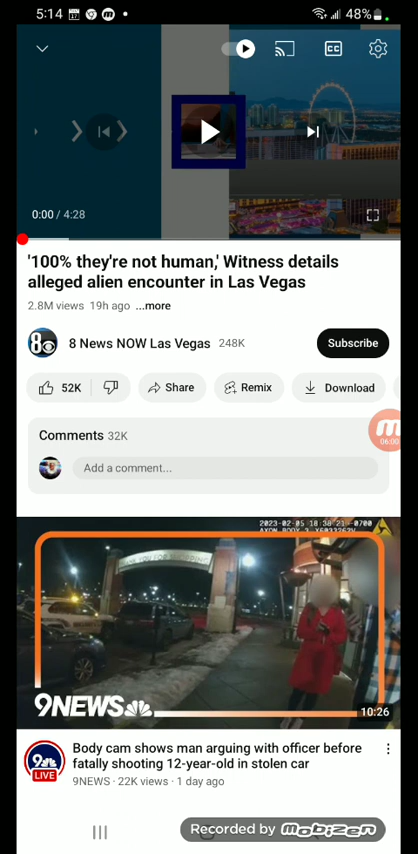 5:14
48%
CC
0:00 / 4:28
'100% they're not human,' Witness details
alleged alien encounter in Las Vegas
2.8M views 19h ago ...more
8 News NOW Las Vegas 248K
Subscribe
52K
Share
Remix
Download
Comments 32K
06:00
Add a comment...
2023-02-05 18:38:21 -0700
9NEWS
10:26
Body cam shows man arguing with officer before
fatally shooting 12-year-old in stolen car
9NEWS · 22K views · 1 day ago
LIVE
Recorded by mobizen